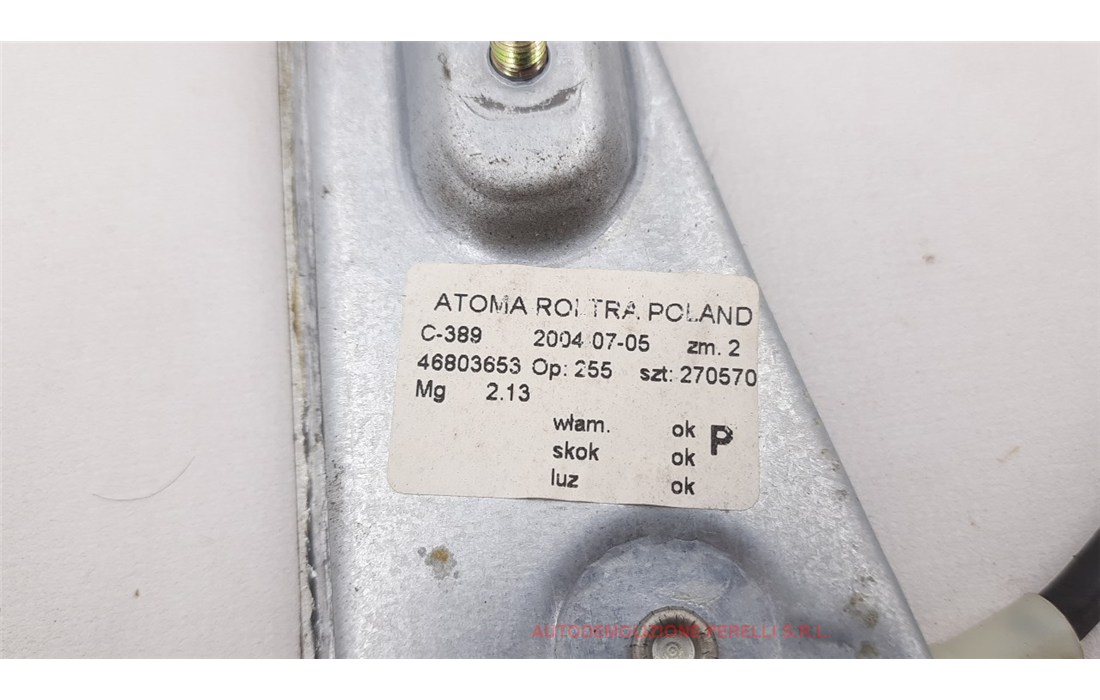 ATOMA ROLTRA POLAND
C-389 2004 07-05 zm. 2
46803653 Op: 255 szt: 270570
Mg 2.13
włam. ok P
skok ok
luz ok
AUTODEMOLIZIONE FERELLI S.R.L.